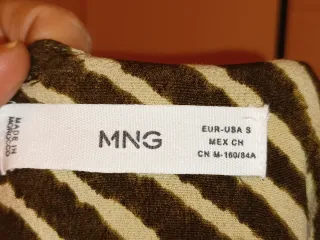 MADE IN
MOROCCO
MNG
EUR-USA S
MEX CH
CN M-160/84A